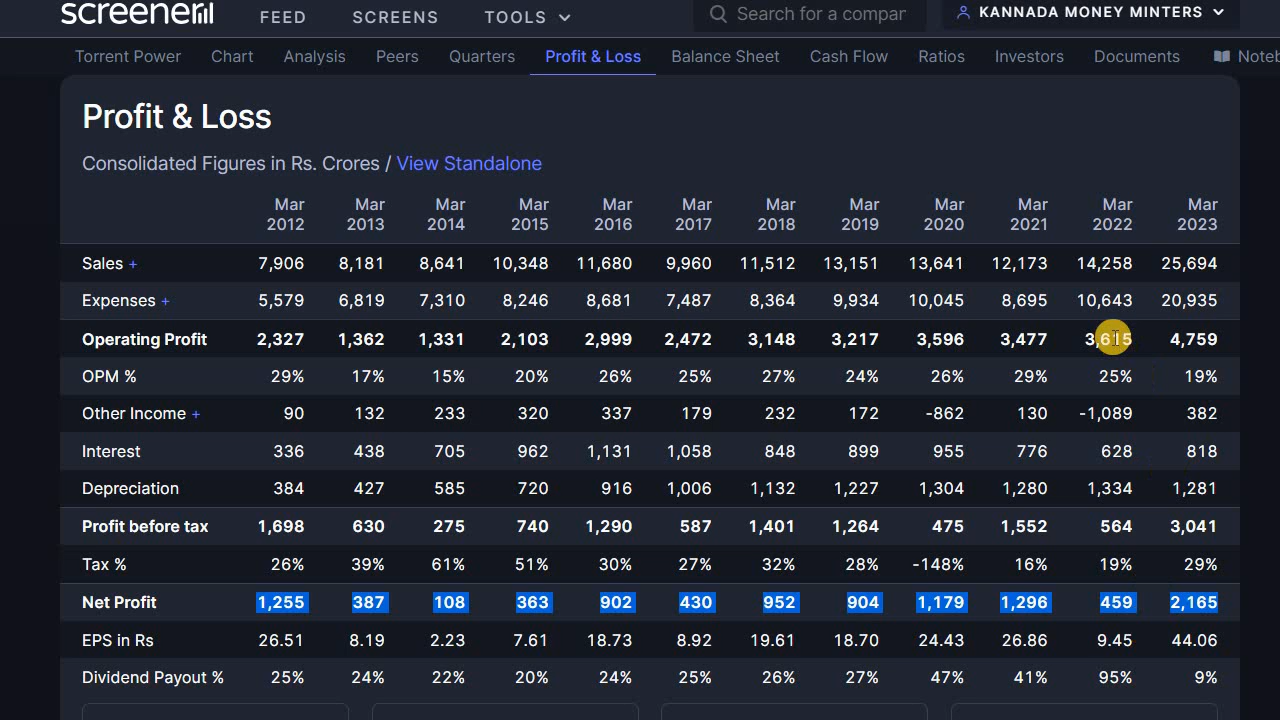 screener
FEED SCREENS TOOLS
Search for a compar
KANNADA MONEY MINTERS
Torrent Power Chart Analysis Peers Quarters Profit & Loss Balance Sheet Cash Flow Ratios Investors Documents Noteb
Profit & Loss
Consolidated Figures in Rs. Crores / View Standalone
Mar 2012 Mar 2013 Mar 2014 Mar 2015 Mar 2016 Mar 2017 Mar 2018 Mar 2019 Mar 2020 Mar 2021 Mar 2022 Mar 2023
Sales + 7,906 8,181 8,641 10,348 11,680 9,960 11,512 13,151 13,641 12,173 14,258 25,694
Expenses + 5,579 6,819 7,310 8,246 8,681 7,487 8,364 9,934 10,045 8,695 10,643 20,935
Operating Profit 2,327 1,362 1,331 2,103 2,999 2,472 3,148 3,217 3,596 3,477 3,615 4,759
OPM % 29% 17% 15% 20% 26% 25% 27% 24% 26% 29% 25% 19%
Other Income + 90 132 233 320 337 179 232 172 -862 130 -1,089 382
Interest 336 438 705 962 1,131 1,058 848 899 955 776 628 818
Depreciation 384 427 585 720 916 1,006 1,132 1,227 1,304 1,280 1,334 1,281
Profit before tax 1,698 630 275 740 1,290 587 1,401 1,264 475 1,552 564 3,041
Tax % 26% 39% 61% 51% 30% 27% 32% 28% -148% 16% 19% 29%
Net Profit 1,255 387 108 363 902 430 952 904 1,179 1,296 459 2,165
EPS in Rs 26.51 8.19 2.23 7.61 18.73 8.92 19.61 18.70 24.43 26.86 9.45 44.06
Dividend Payout % 25% 24% 22% 20% 24% 25% 26% 27% 47% 41% 95% 9%